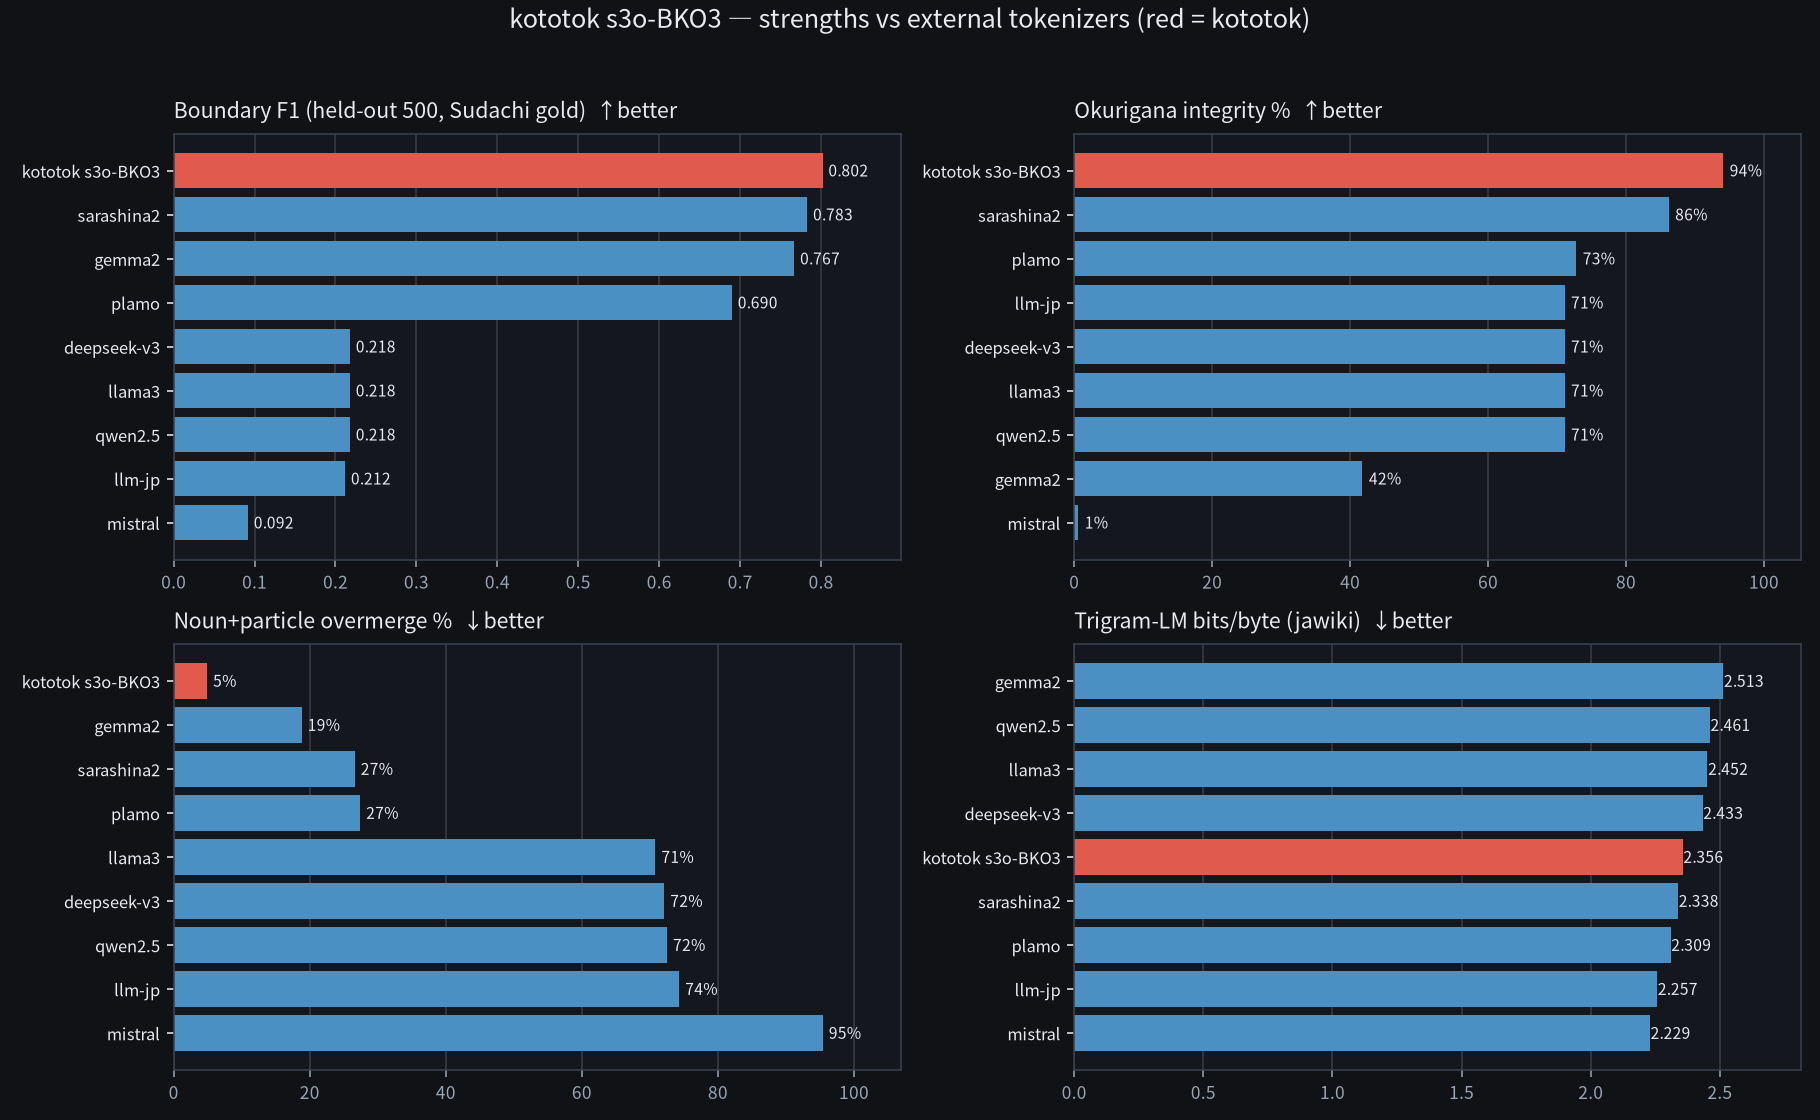 kototok s3o-BKO3 — strengths vs external tokenizers (red = kototok)
Boundary F1 (held-out 500, Sudachi gold) ↑better
kototok s3o-BKO3 0.802
sarashina2 0.783
gemma2 0.767
plamo 0.690
deepseek-v3 0.218
llama3 0.218
qwen2.5 0.218
llm-jp 0.212
mistral 0.092
0.0 0.1 0.2 0.3 0.4 0.5 0.6 0.7 0.8
Okurigana integrity % ↑better
kototok s3o-BKO3 94%
sarashina2 86%
plamo 73%
llm-jp 71%
deepseek-v3 71%
llama3 71%
qwen2.5 71%
gemma2 42%
mistral 1%
0 20 40 60 80 100
Noun+particle overmerge % ↓better
kototok s3o-BKO3 5%
gemma2 19%
sarashina2 27%
plamo 27%
llama3 71%
deepseek-v3 72%
qwen2.5 72%
llm-jp 74%
mistral 95%
0 20 40 60 80 100
Trigram-LM bits/byte (jawiki) ↓better
gemma2 2.513
qwen2.5 2.461
llama3 2.452
deepseek-v3 2.433
kototok s3o-BKO3 2.356
sarashina2 2.338
plamo 2.309
llm-jp 2.257
mistral 2.229
0.0 0.5 1.0 1.5 2.0 2.5